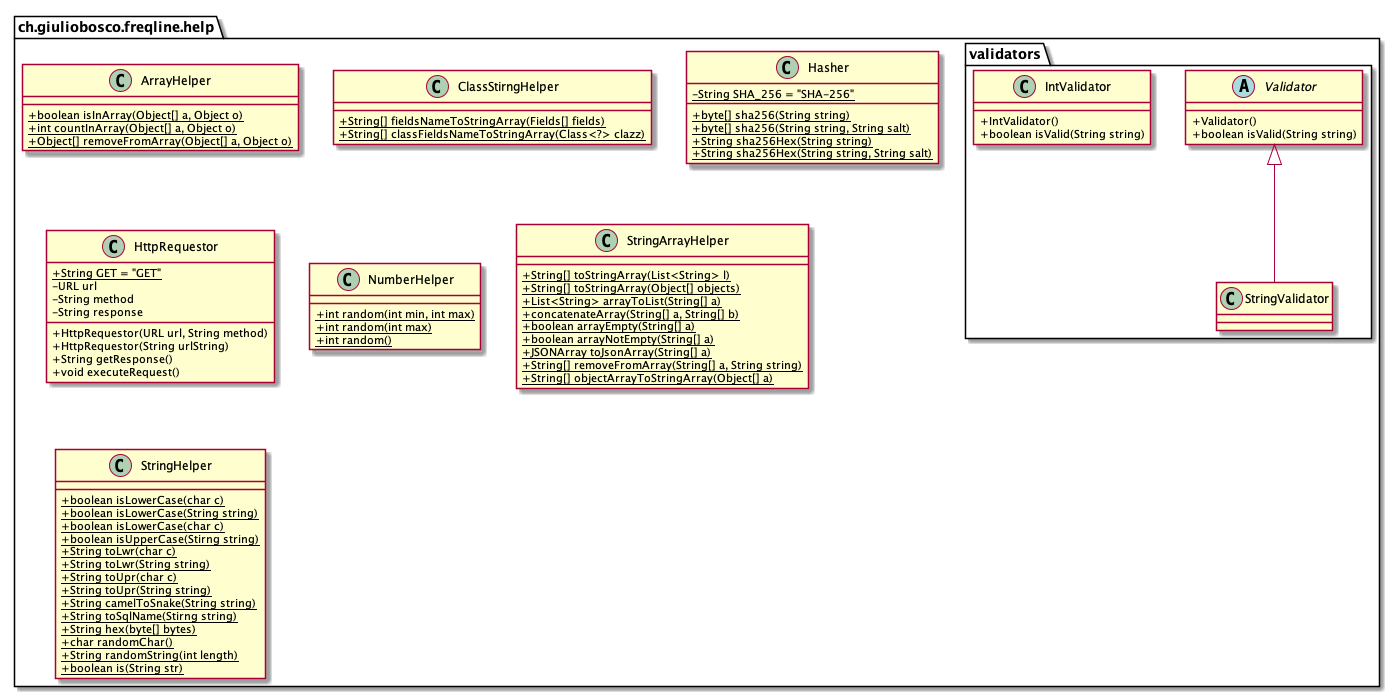 ch.giuliobosco.freqline.help
C ArrayHelper
+boolean isInArray(Object[] a, Object o)
+int countInArray(Object[] a, Object o)
+Object[] removeFromArray(Object[] a, Object o)
C ClassStirngHelper
+String[] fieldsNameToStringArray(Fields[] fields)
+String[] classFieldsNameToStringArray(Class<?> clazz)
C Hasher
-String SHA_256 = "SHA-256"
+byte[] sha256(String string)
+byte[] sha256(String string, String salt)
+String sha256Hex(String string)
+String sha256Hex(String string, String salt)
validators
C IntValidator
+IntValidator()
+boolean isValid(String string)
A Validator
+Validator()
+boolean isValid(String string)
C HttpRequestor
+String GET = "GET"
-URL url
-String method
-String response
+HttpRequestor(URL url, String method)
+HttpRequestor(String urlString)
+String getResponse()
+void executeRequest()
C NumberHelper
+int random(int min, int max)
+int random(int max)
+int random()
C StringArrayHelper
+String[] toStringArray(List<String> l)
+String[] toStringArray(Object[] objects)
+List<String> arrayToList(String[] a)
+concatenateArray(String[] a, String[] b)
+boolean arrayEmpty(String[] a)
+boolean arrayNotEmpty(String[] a)
+JSONArray toJsonArray(String[] a)
+String[] removeFromArray(String[] a, String string)
+String[] objectArrayToStringArray(Object[] a)
C StringValidator
C StringHelper
+boolean isLowerCase(char c)
+boolean isLowerCase(String string)
+boolean isLowerCase(char c)
+boolean isUpperCase(Stirng string)
+String toLwr(char c)
+String toLwr(String string)
+String toUpr(char c)
+String toUpr(String string)
+String camelToSnake(String string)
+String toSqlName(Stirng string)
+String hex(byte[] bytes)
+char randomChar()
+String randomString(int length)
+boolean is(String str)